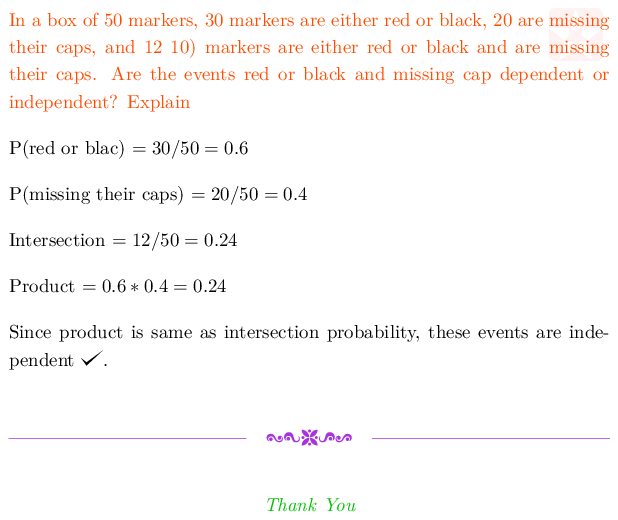 In a box of 50 markers, 30 markers are either red or black, 20 are missing
their caps, and 12 10) markers are either red or black and are missing
their caps. Are the events red or black and missing cap dependent or
independent? Explain
P(red or blac) = 30/50 = 0.6
P(missing their caps) = 20/50 = 0.4
Intersection = 12/50 = 0.24
Product = 0.6 ∗ 0.4 = 0.24
Since product is same as intersection probability, these events are inde-
pendent ✓.
Thank You